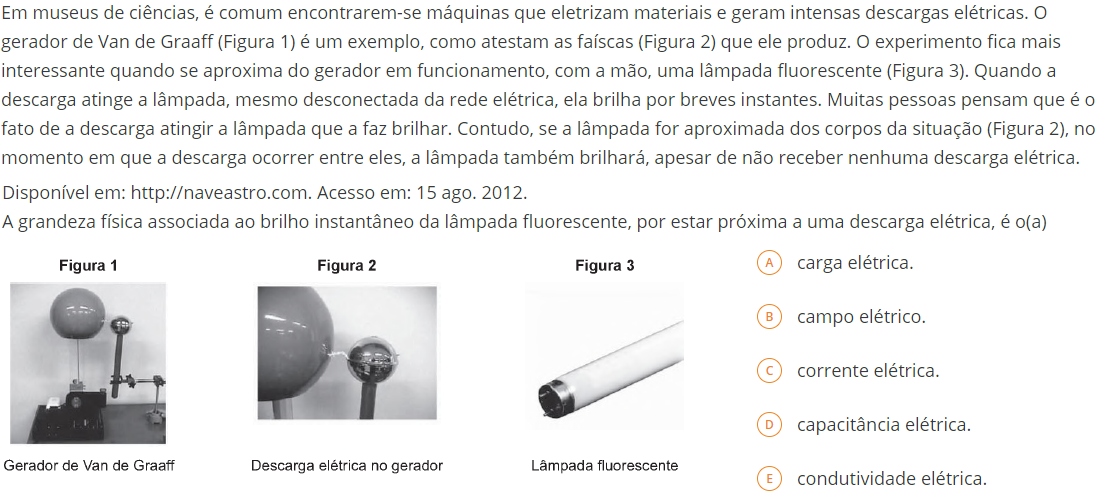 Em museus de ciências, é comum encontrarem-se máquinas que eletrizam materiais e geram intensas descargas elétricas. O
gerador de Van de Graaff (Figura 1) é um exemplo, como atestam as faíscas (Figura 2) que ele produz. O experimento fica mais
interessante quando se aproxima do gerador em funcionamento, com a mão, uma lâmpada fluorescente (Figura 3). Quando a
descarga atinge a lâmpada, mesmo desconectada da rede elétrica, ela brilha por breves instantes. Muitas pessoas pensam que é o
fato de a descarga atingir a lâmpada que a faz brilhar. Contudo, se a lâmpada for aproximada dos corpos da situação (Figura 2), no
momento em que a descarga ocorrer entre eles, a lâmpada também brilhará, apesar de não receber nenhuma descarga elétrica.
Disponível em: http://naveastro.com. Acesso em: 15 ago. 2012.
A grandeza física associada ao brilho instantâneo da lâmpada fluorescente, por estar próxima a uma descarga elétrica, é o(a)
Figura 1
Gerador de Van de Graaff
Figura 2
Descarga elétrica no gerador
Figura 3
Lâmpada fluorescente
A carga elétrica.
B campo elétrico.
C corrente elétrica.
D capacitância elétrica.
E condutividade elétrica.